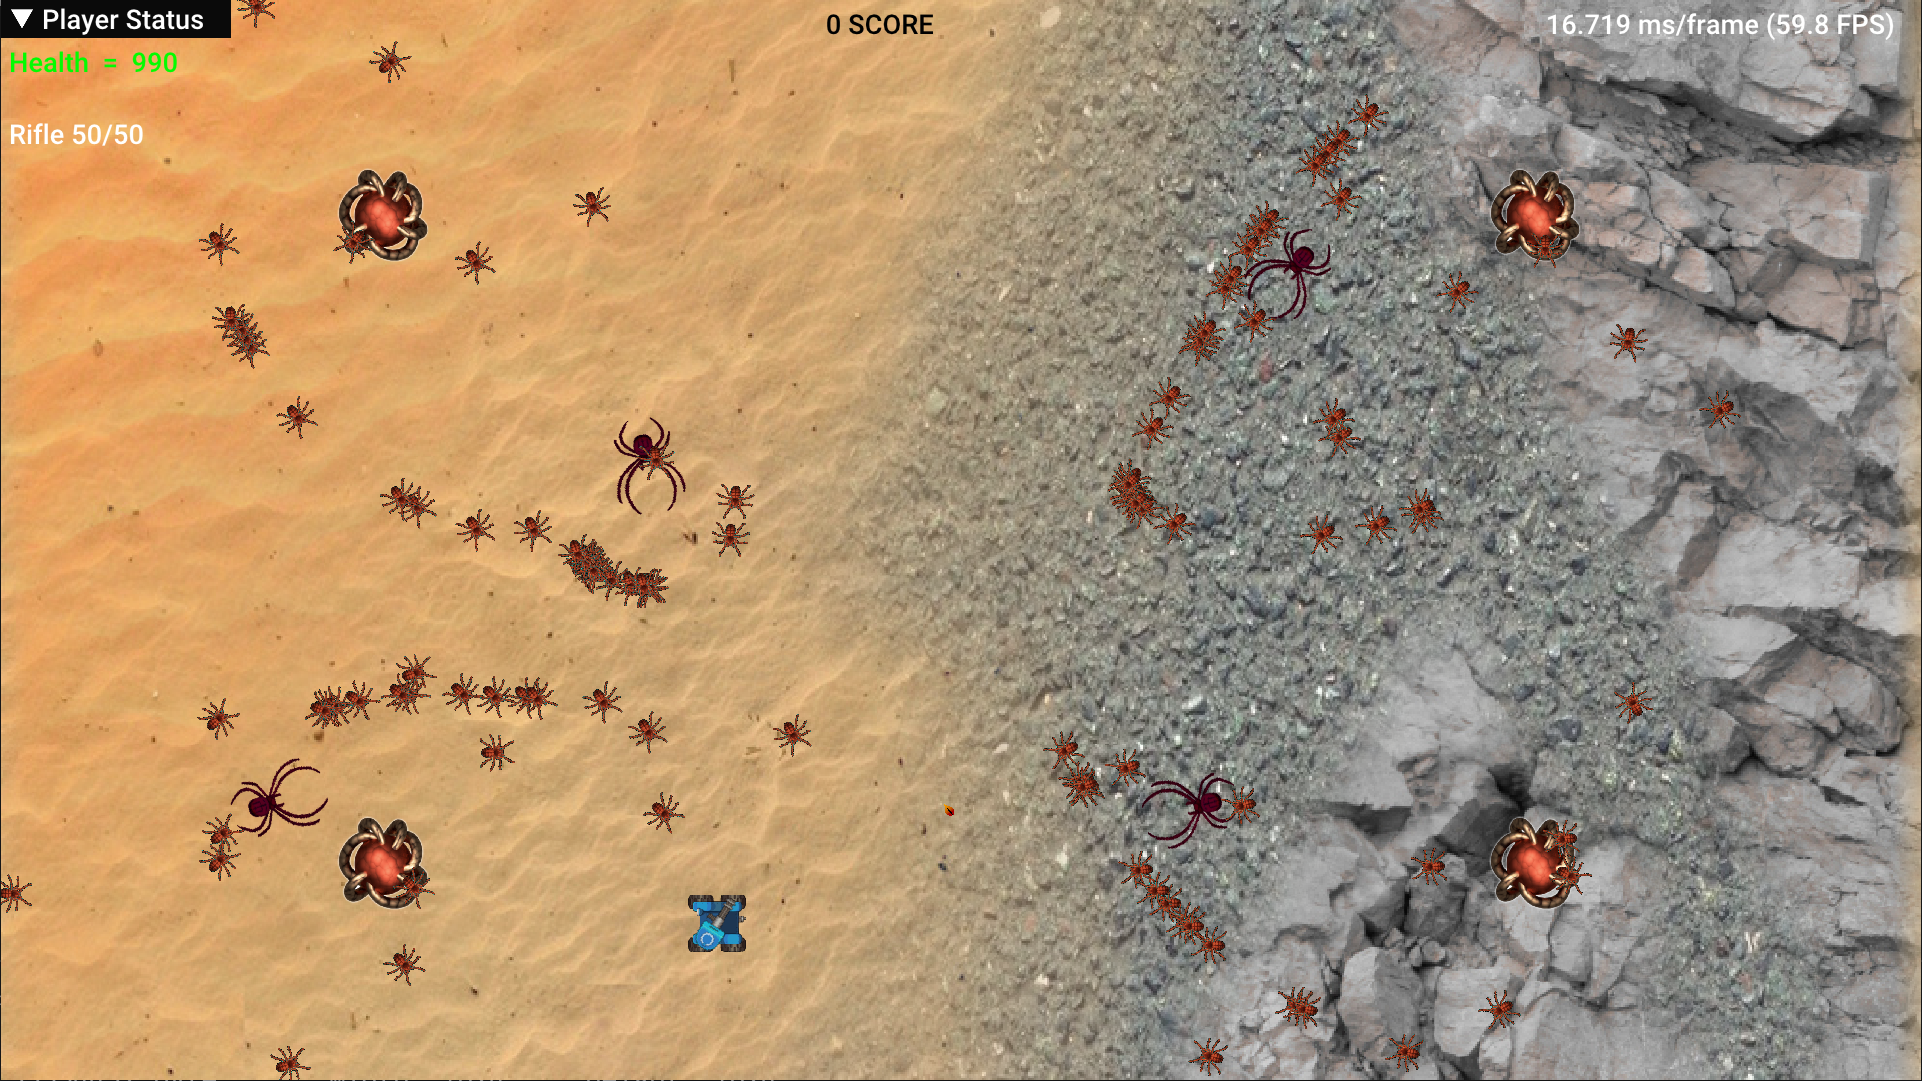 ▼ Player Status
0 SCORE
16.719 ms/frame (59.8 FPS)
Health = 990
Rifle 50/50